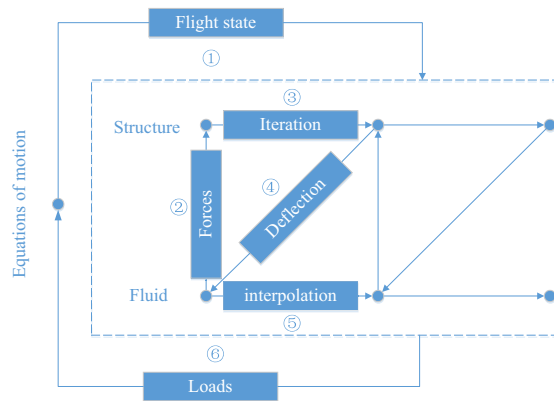 Flight state
①
③
Structure
Iteration
Equations of motion
②
Forces
④
Deflection
Fluid
interpolation
⑤
⑥
Loads